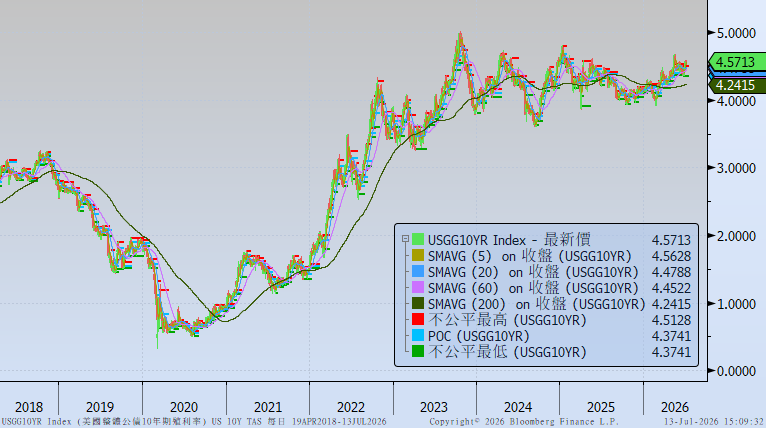 5.0000
4.5713
4.2415
4.0000
3.0000
2.0000
1.0000
0.0000
USGG10YR Index - 最新價 4.5713
SMAVG (5) on 收盤 (USGG10YR) 4.5628
SMAVG (20) on 收盤 (USGG10YR) 4.4788
SMAVG (60) on 收盤 (USGG10YR) 4.4522
SMAVG (200) on 收盤 (USGG10YR) 4.2415
不公平最高 (USGG10YR) 4.5128
POC (USGG10YR) 4.3741
不公平最低 (USGG10YR) 4.3741
2018 2019 2020 2021 2022 2023 2024 2025 2026
USGG10YR Index (美國整體公債10年期殖利率) US 10Y TAS 每日 19APR2018-13JUL2026 Copyright© 2026 Bloomberg Finance L.P. 13-Jul-2026 15:09:32